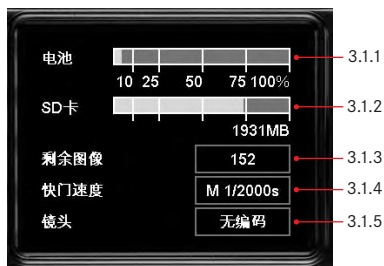 电池 3.1.1
10 25 50 75 100%
SD卡 3.1.2
1931MB
剩余图像 152 3.1.3
快门速度 M 1/2000s 3.1.4
镜头 无编码 3.1.5